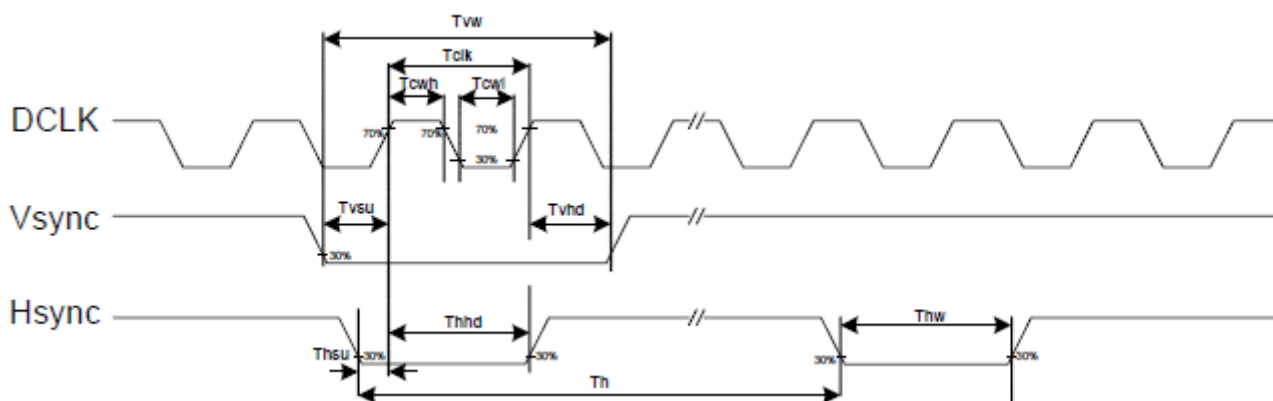 Tvw
Tclk
Tcwh Tcwl
DCLK
70% 70% 70%
30%
//
Vsync
Tvsu Tvhd
//
30%
Hsync
Thhd Thw
//
Thsu 30% 30% 30% 30%
Th